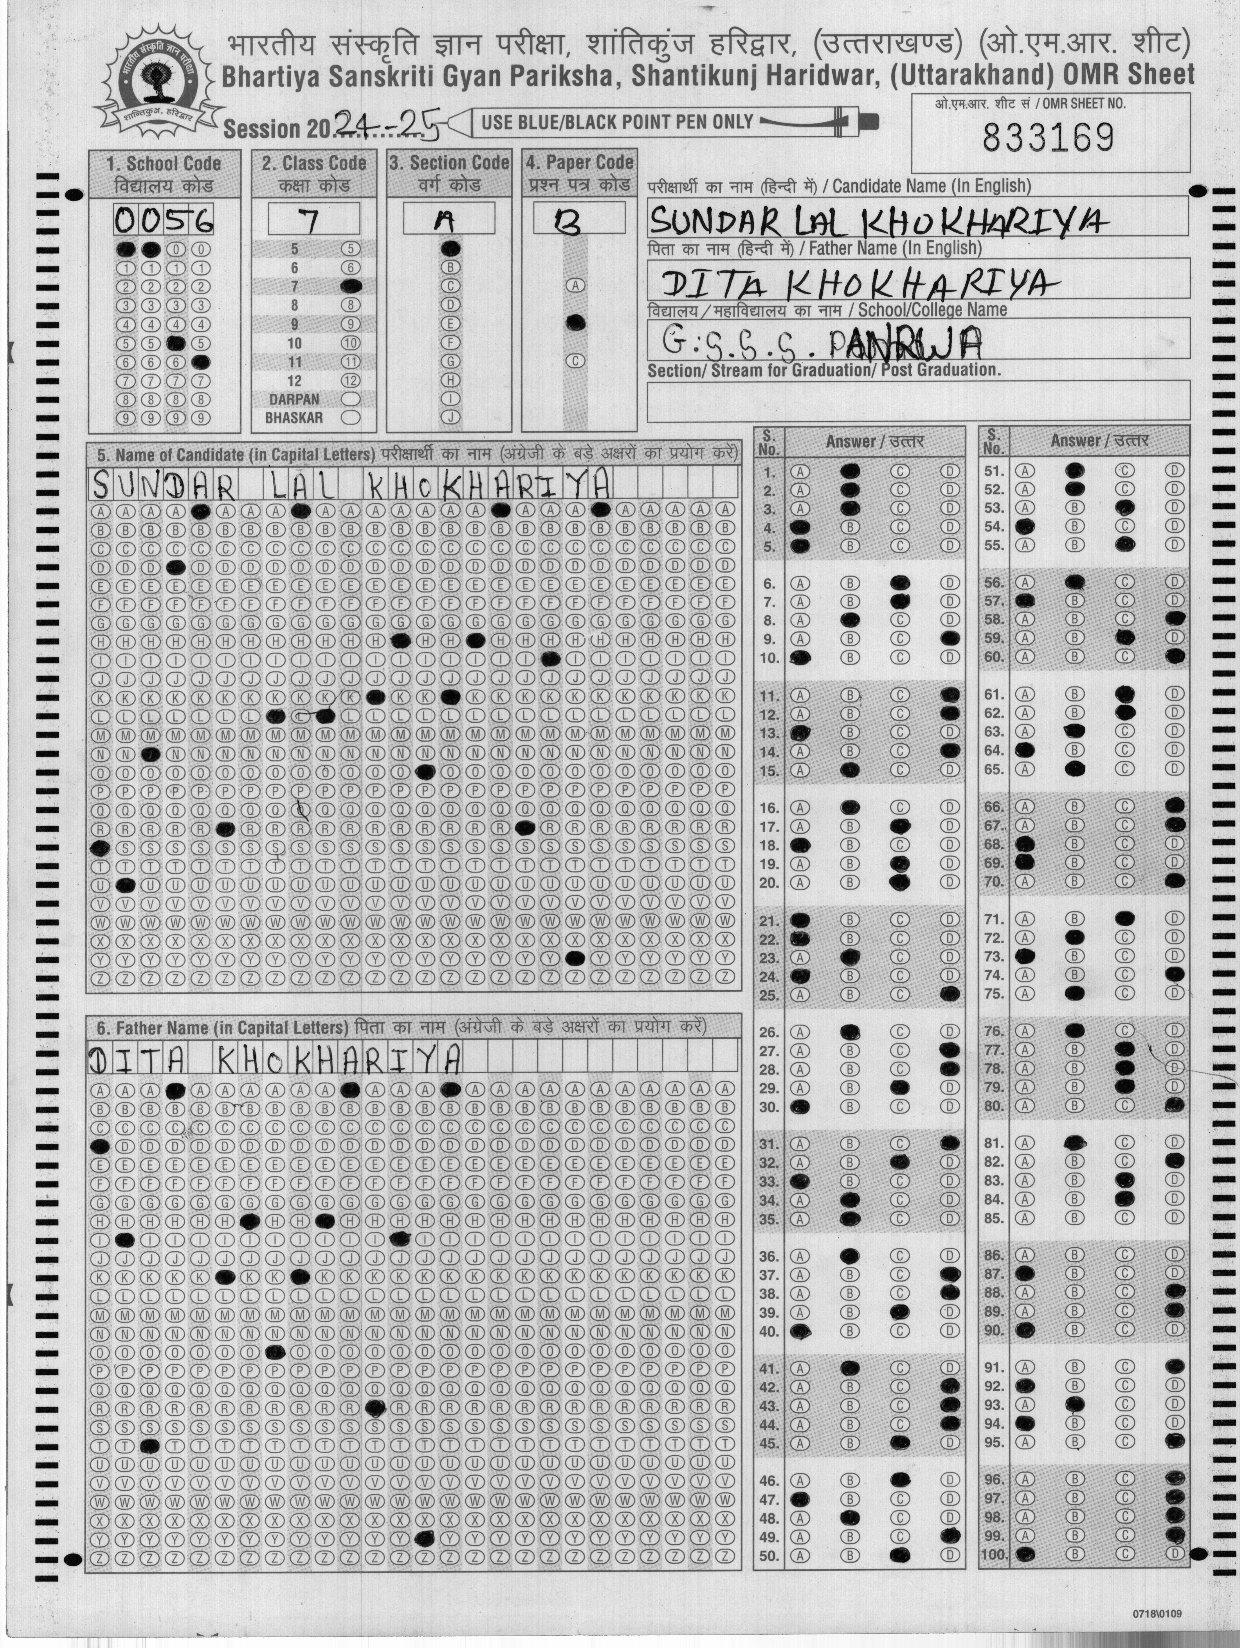 भारतीय संस्कृति ज्ञान परीक्षा, शांतिकुंज हरिद्वार, (उत्तराखण्ड) (ओ.एम.आर. शीट)
Bhartiya Sanskriti Gyan Pariksha, Shantikunj Haridwar, (Uttarakhand) OMR Sheet
भारतीय संस्कृति ज्ञान परीक्षा
शान्तिकुञ्ज, हरिद्वार
Session 2024-25
USE BLUE/BLACK POINT PEN ONLY
ओ.एम.आर. शीट सं / OMR SHEET NO.
833169
1. School Code
विद्यालय कोड
0056
2. Class Code
कक्षा कोड
7
5
6
7
8
9
10
11
12
DARPAN
BHASKAR
3. Section Code
वर्ग कोड
A
4. Paper Code
प्रश्न पत्र कोड
B
परीक्षार्थी का नाम (हिन्दी में) / Candidate Name (In English)
SUNDAR LAL KHOKHARIYA
पिता का नाम (हिन्दी में) / Father Name (In English)
DITA KHOKHARIYA
विद्यालय/महाविद्यालय का नाम / School/College Name
G.S.S.S. PANRWA
Section/ Stream for Graduation/ Post Graduation.
5. Name of Candidate (in Capital Letters) परीक्षार्थी का नाम (अंग्रेजी के बड़े अक्षरों का प्रयोग करें)
SUNDAR LAL KHOKHARIYA
6. Father Name (in Capital Letters) पिता का नाम (अंग्रेजी के बड़े अक्षरों का प्रयोग करें)
DITA KHOKHARIYA
S. No. Answer / उत्तर
S. No. Answer / उत्तर
0718\0109